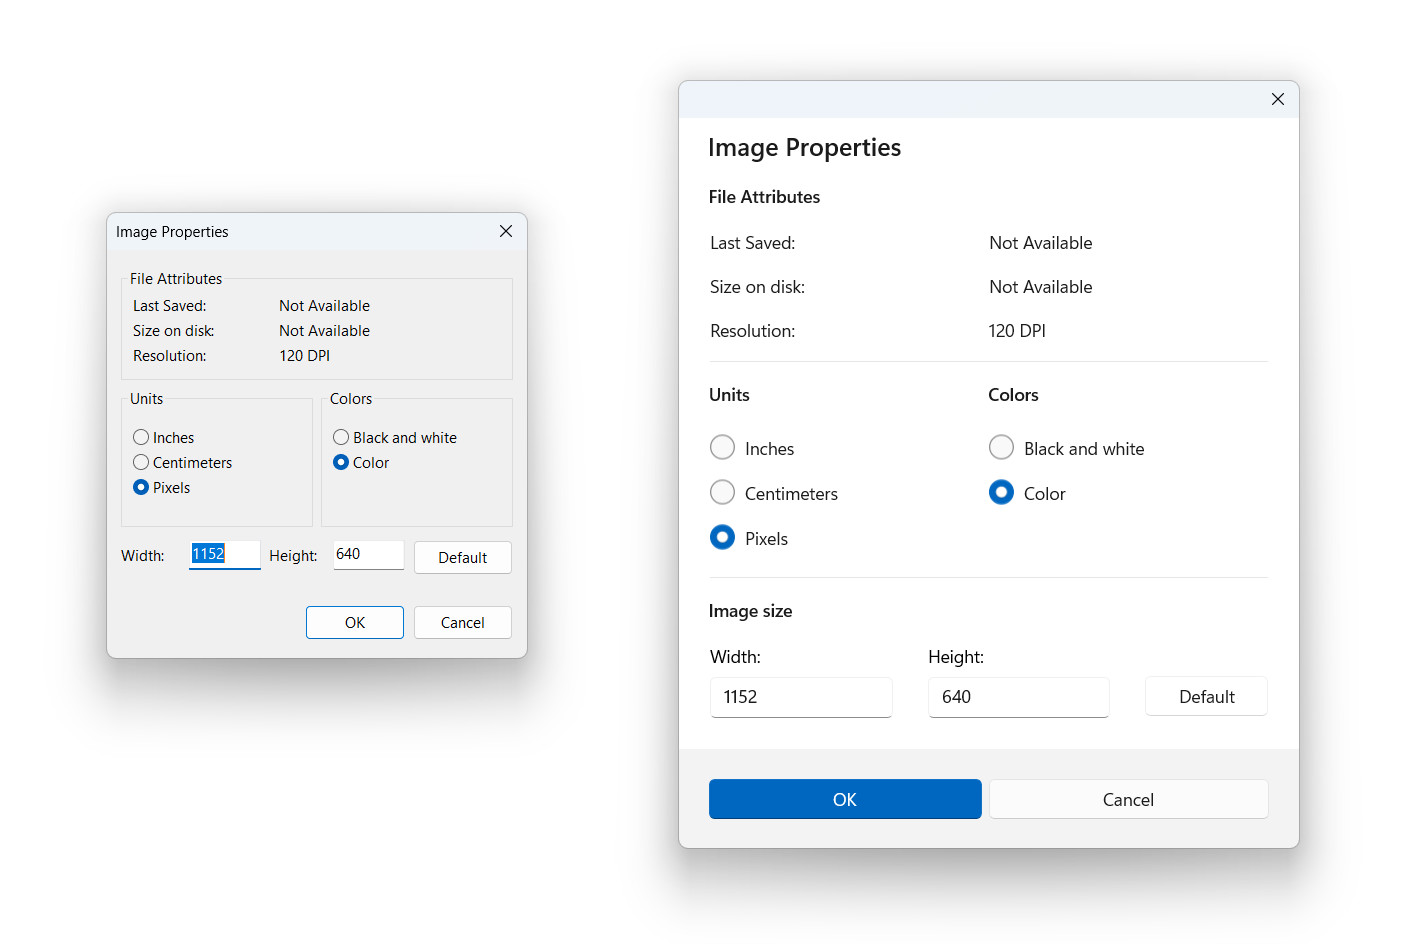 Image Properties
File Attributes
Last Saved: Not Available
Size on disk: Not Available
Resolution: 120 DPI
Units
Inches
Centimeters
Pixels
Colors
Black and white
Color
Width: 1152 Height: 640 Default
OK Cancel
Image Properties
File Attributes
Last Saved: Not Available
Size on disk: Not Available
Resolution: 120 DPI
Units
Inches
Centimeters
Pixels
Colors
Black and white
Color
Image size
Width: Height:
1152 640 Default
OK Cancel